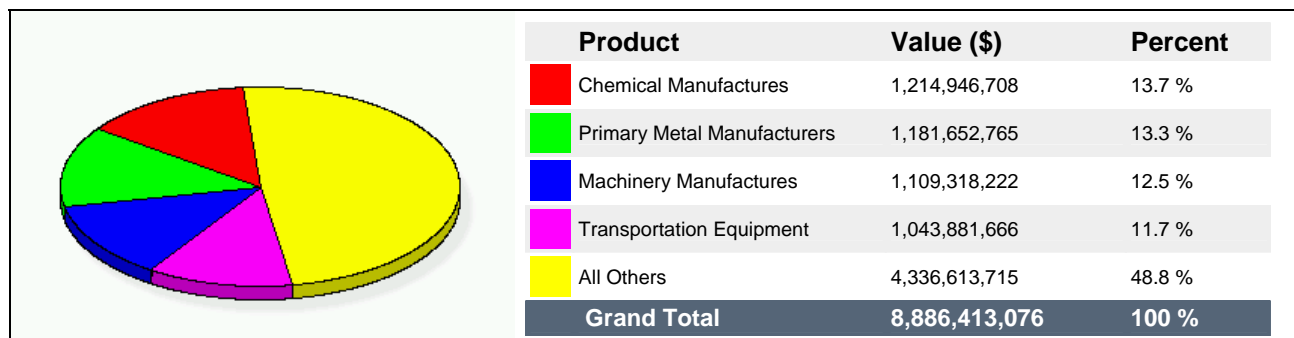 Product Value ($) Percent
Chemical Manufactures 1,214,946,708 13.7 %
Primary Metal Manufacturers 1,181,652,765 13.3 %
Machinery Manufactures 1,109,318,222 12.5 %
Transportation Equipment 1,043,881,666 11.7 %
All Others 4,336,613,715 48.8 %
Grand Total 8,886,413,076 100 %